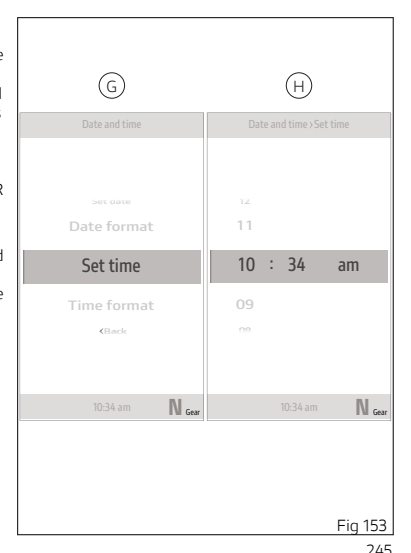 e
d
s
R
d
e
G
H
Date and time
Date and time›Set time
Set date
Date format
Set time
Time format
‹Back
12
11
10 : 34 am
09
08
10:34 am N Gear
10:34 am N Gear
Fig 153
245